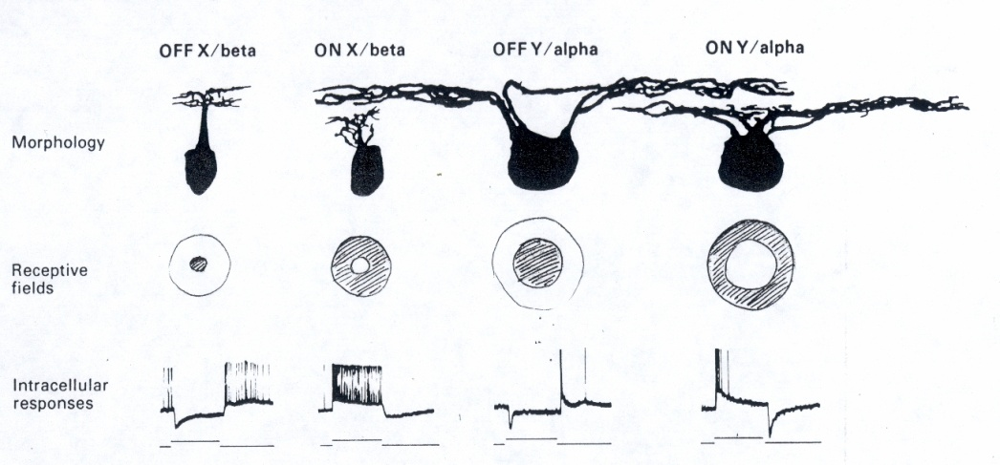 OFF X/beta
ON X/beta
OFF Y/alpha
ON Y/alpha
Morphology
Receptive
fields
Intracellular
responses